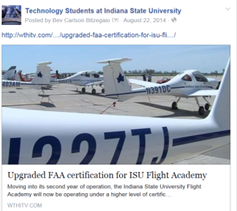 Technology Students at Indiana State University
Posted by Bev Carlson Bitzegaio · August 22, 2014
http://wthitv.com/.../upgraded-faa-certification-for-isu-fli.../
N391DC
1227TJ
Upgraded FAA certification for ISU Flight Academy
Moving into its second year of operation, the Indiana State University Flight
Academy will now be operating under a higher level of certific...
WTHITV.COM